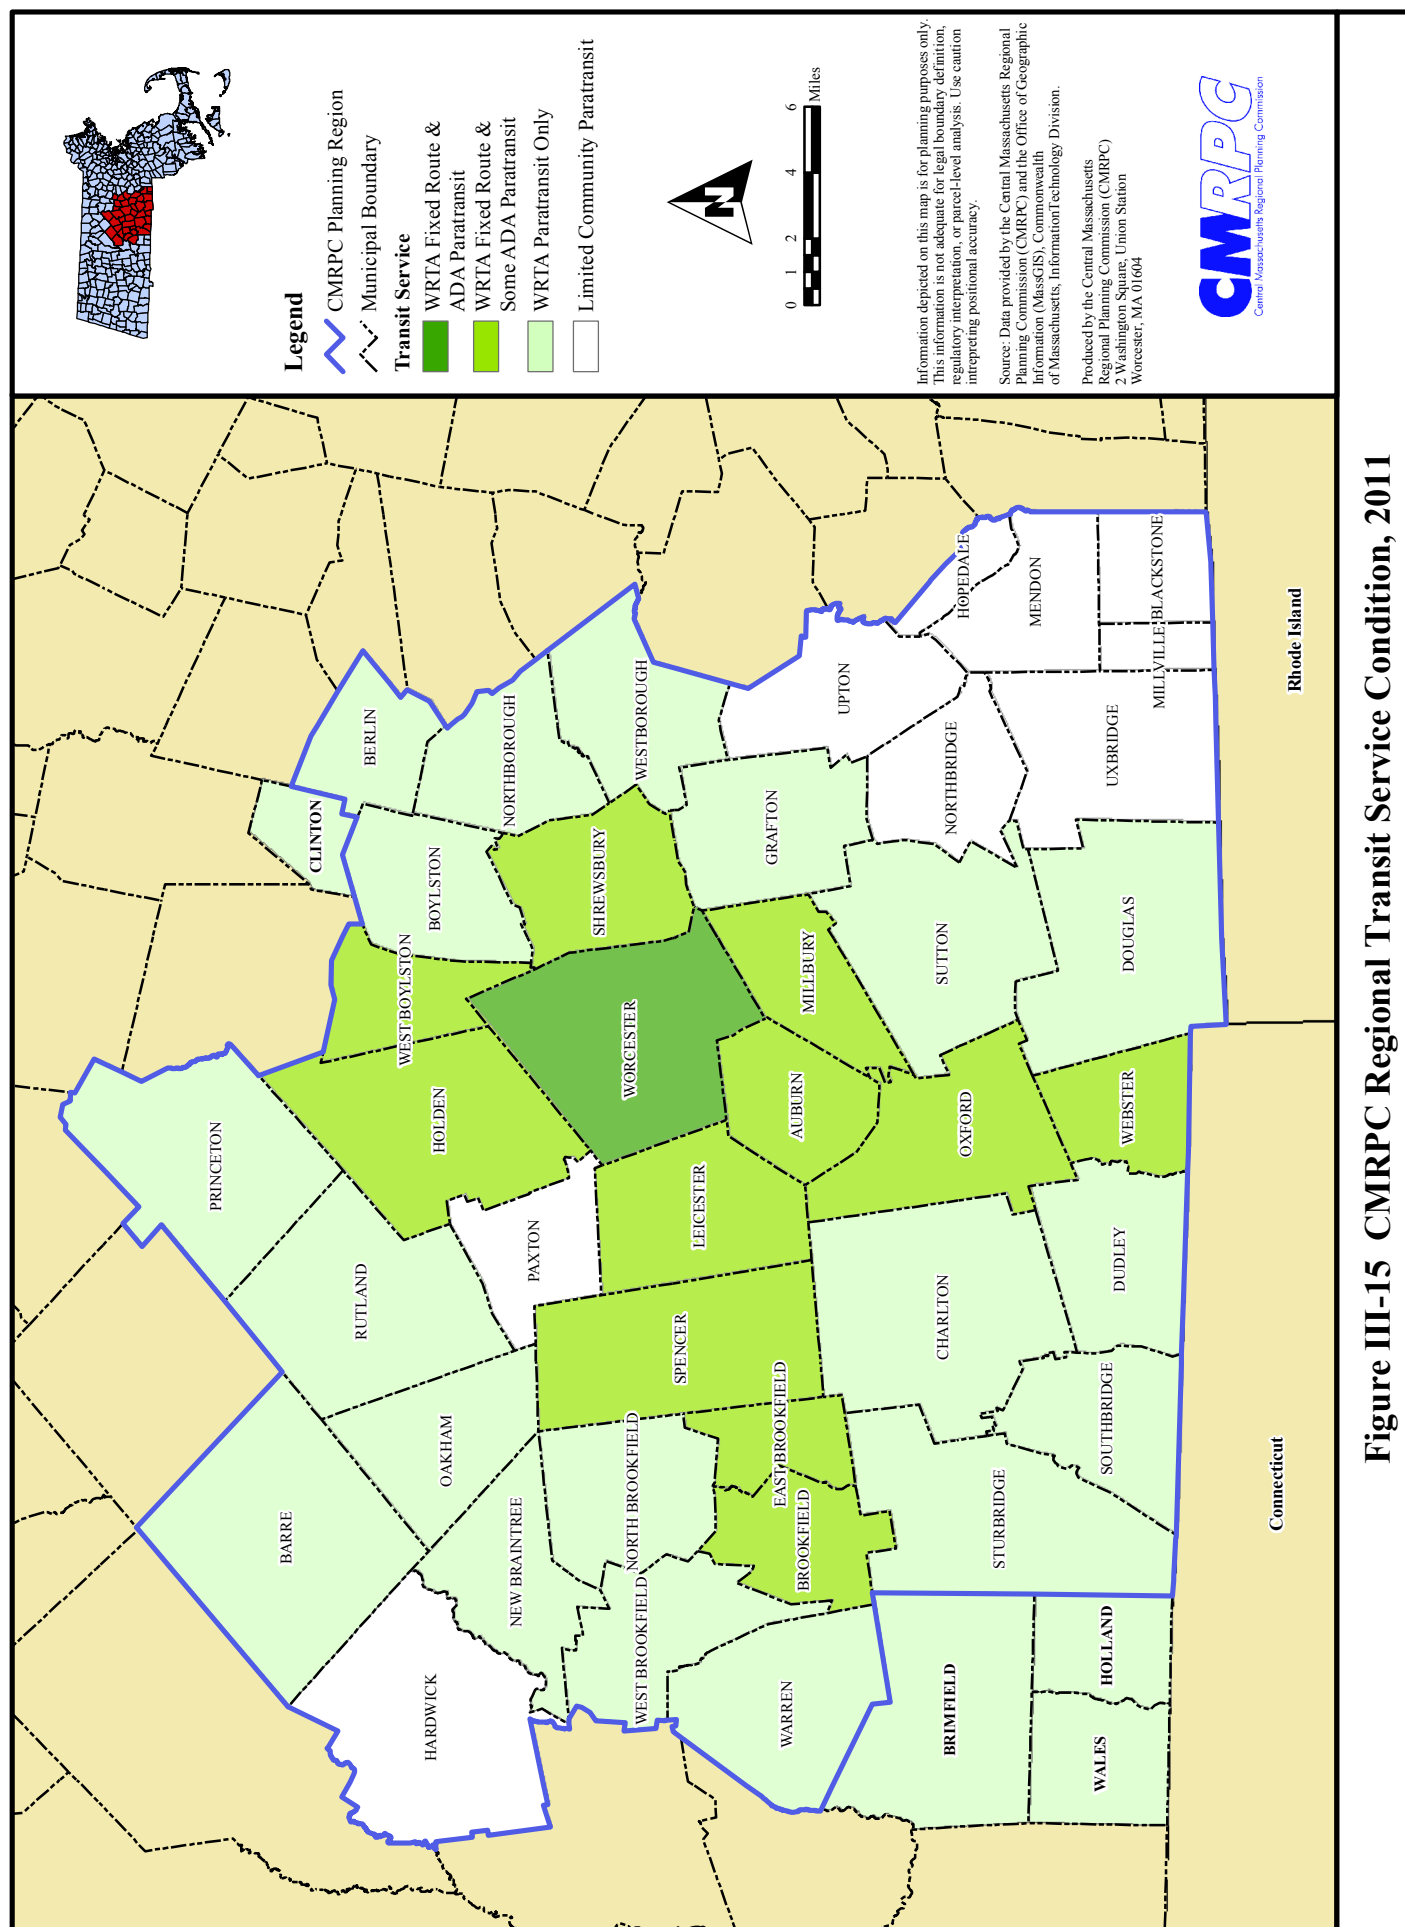 Figure III-15 CMRPC Regional Transit Service Condition, 2011
Legend
CMRPC Planning Region
Municipal Boundary
Transit Service
WRTA Fixed Route &
ADA Paratransit
WRTA Fixed Route &
Some ADA Paratransit
WRTA Paratransit Only
Limited Community Paratransit
N
0 1 2 4 6
Miles
Information depicted on this map is for planning purposes only.
This information is not adequate for legal boundary definition,
regulatory interpretation, or parcel-level analysis. Use caution
intrepreting positional accuracy.
Source: Data provided by the Central Massachusetts Regional
Planning Commission (CMRPC) and the Office of Geographic
Information (MassGIS), Commonwealth
of Massachusetts, InformationTechnology Division.
Produced by the Central Massachusetts
Regional Planning Commission (CMRPC)
2 Washington Square, Union Station
Worcester, MA 01604
CMRPC
Central Massachusetts Regional Planning Commission
PRINCETON
BARRE
RUTLAND
HOLDEN
WEST BOYLSTON
CLINTON
BERLIN
BOYLSTON
NORTHBOROUGH
HARDWICK
OAKHAM
PAXTON
NEW BRAINTREE
WORCESTER
SHREWSBURY
WESTBOROUGH
WEST BROOKFIELD
NORTH BROOKFIELD
SPENCER
LEICESTER
AUBURN
MILLBURY
GRAFTON
UPTON
WARREN
BROOKFIELD
EAST BROOKFIELD
CHARLTON
OXFORD
SUTTON
NORTHBRIDGE
HOPEDALE
MENDON
BRIMFIELD
STURBRIDGE
SOUTHBRIDGE
DUDLEY
WEBSTER
DOUGLAS
UXBRIDGE
MILLVILLE
BLACKSTONE
WALES
HOLLAND
Connecticut
Rhode Island